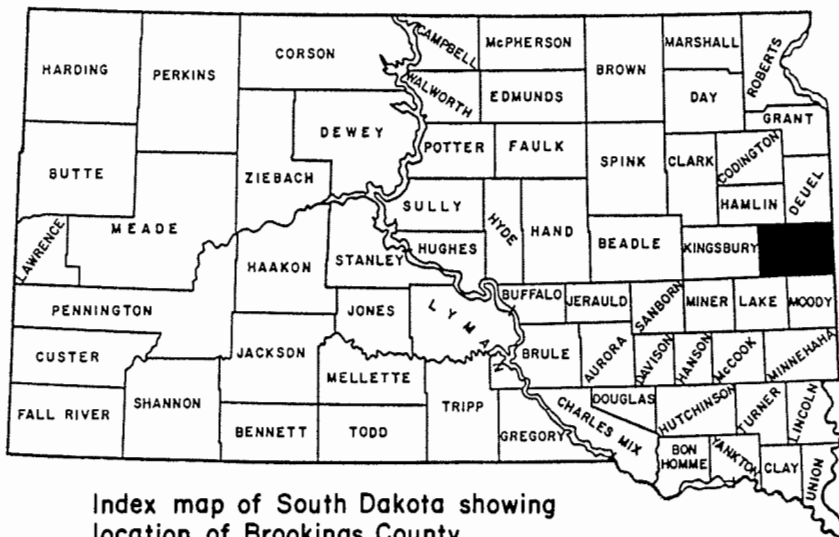 CORSON
CAMPBELL
McPHERSON
MARSHALL
ROBERTS
HARDING
PERKINS
WALWORTH
EDMUNDS
BROWN
DAY
GRANT
DEWEY
POTTER
FAULK
SPINK
CLARK
CODINGTON
BUTTE
ZIEBACH
DEUEL
HAMLIN
MEADE
SULLY
HYDE
HAND
LAWRENCE
HAAKON
STANLEY
HUGHES
BEADLE
KINGSBURY
PENNINGTON
JONES
LYMAN
BUFFALO
JERAULD
SANBORN
MINER
LAKE
MOODY
CUSTER
JACKSON
BRULE
AURORA
DAVISON
HANSON
McCOOK
MINNEHAHA
MELLETTE
FALL RIVER
SHANNON
TRIPP
DOUGLAS
HUTCHINSON
TURNER
LINCOLN
BENNETT
TODD
GREGORY
CHARLES MIX
BON
HOMME
YANKTON
CLAY
UNION
Index map of South Dakota showing
location of Brookings County